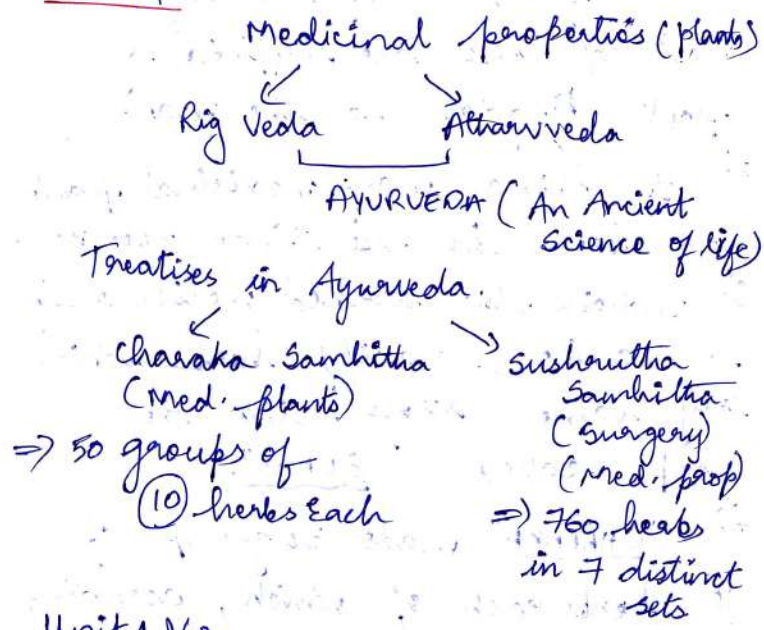 Medicinal properties (plants)
Rig Veda Atharvveda
AYURVEDA ( An Ancient
Science of life)
Treatises in Ayurveda.
Charaka Samhitha
(Med. plants)
Sushrutha
Samhitha
(Surgery)
(Med. prop)
=) 50 groups of
10 herbs Each
=) 760 herbs
in 7 distinct
sets